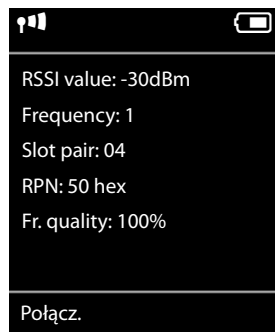 RSSI value: -30dBm
Frequency: 1
Slot pair: 04
RPN: 50 hex
Fr. quality: 100%
Połącz.